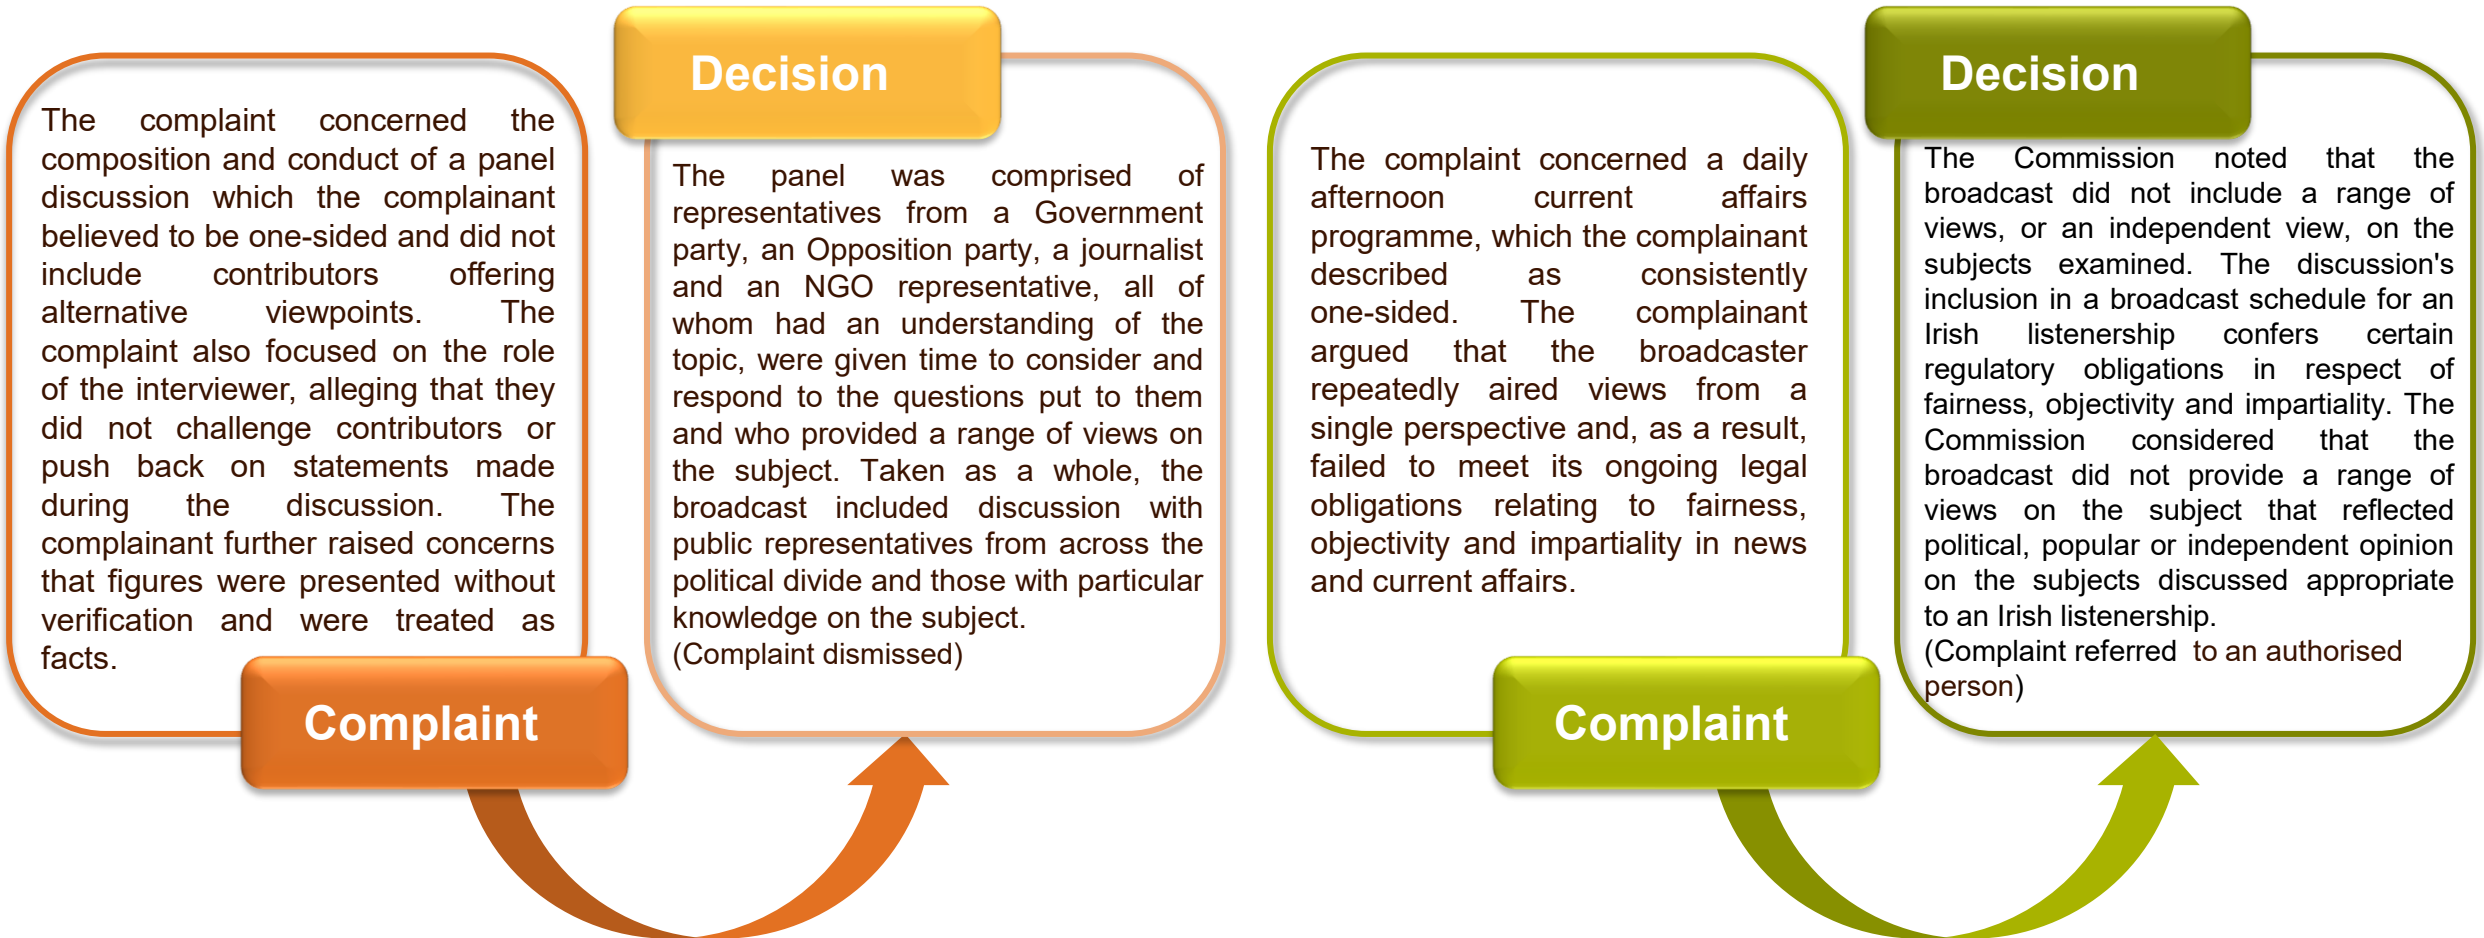 The complaint concerned the
composition and conduct of a panel
discussion which the complainant
believed to be one-sided and did not
include contributors offering
alternative viewpoints. The
complaint also focused on the role
of the interviewer, alleging that they
did not challenge contributors or
push back on statements made
during the discussion. The
complainant further raised concerns
that figures were presented without
verification and were treated as
facts.
Complaint
Decision
The panel was comprised of
representatives from a Government
party, an Opposition party, a journalist
and an NGO representative, all of
whom had an understanding of the
topic, were given time to consider and
respond to the questions put to them
and who provided a range of views on
the subject. Taken as a whole, the
broadcast included discussion with
public representatives from across the
political divide and those with particular
knowledge on the subject.
(Complaint dismissed)
The complaint concerned a daily
afternoon current affairs
programme, which the complainant
described as consistently
one-sided. The complainant
argued that the broadcaster
repeatedly aired views from a
single perspective and, as a result,
failed to meet its ongoing legal
obligations relating to fairness,
objectivity and impartiality in news
and current affairs.
Complaint
Decision
The Commission noted that the
broadcast did not include a range of
views, or an independent view, on the
subjects examined. The discussion's
inclusion in a broadcast schedule for an
Irish listenership confers certain
regulatory obligations in respect of
fairness, objectivity and impartiality. The
Commission considered that the
broadcast did not provide a range of
views on the subject that reflected
political, popular or independent opinion
on the subjects discussed appropriate
to an Irish listenership.
(Complaint referred to an authorised
person)